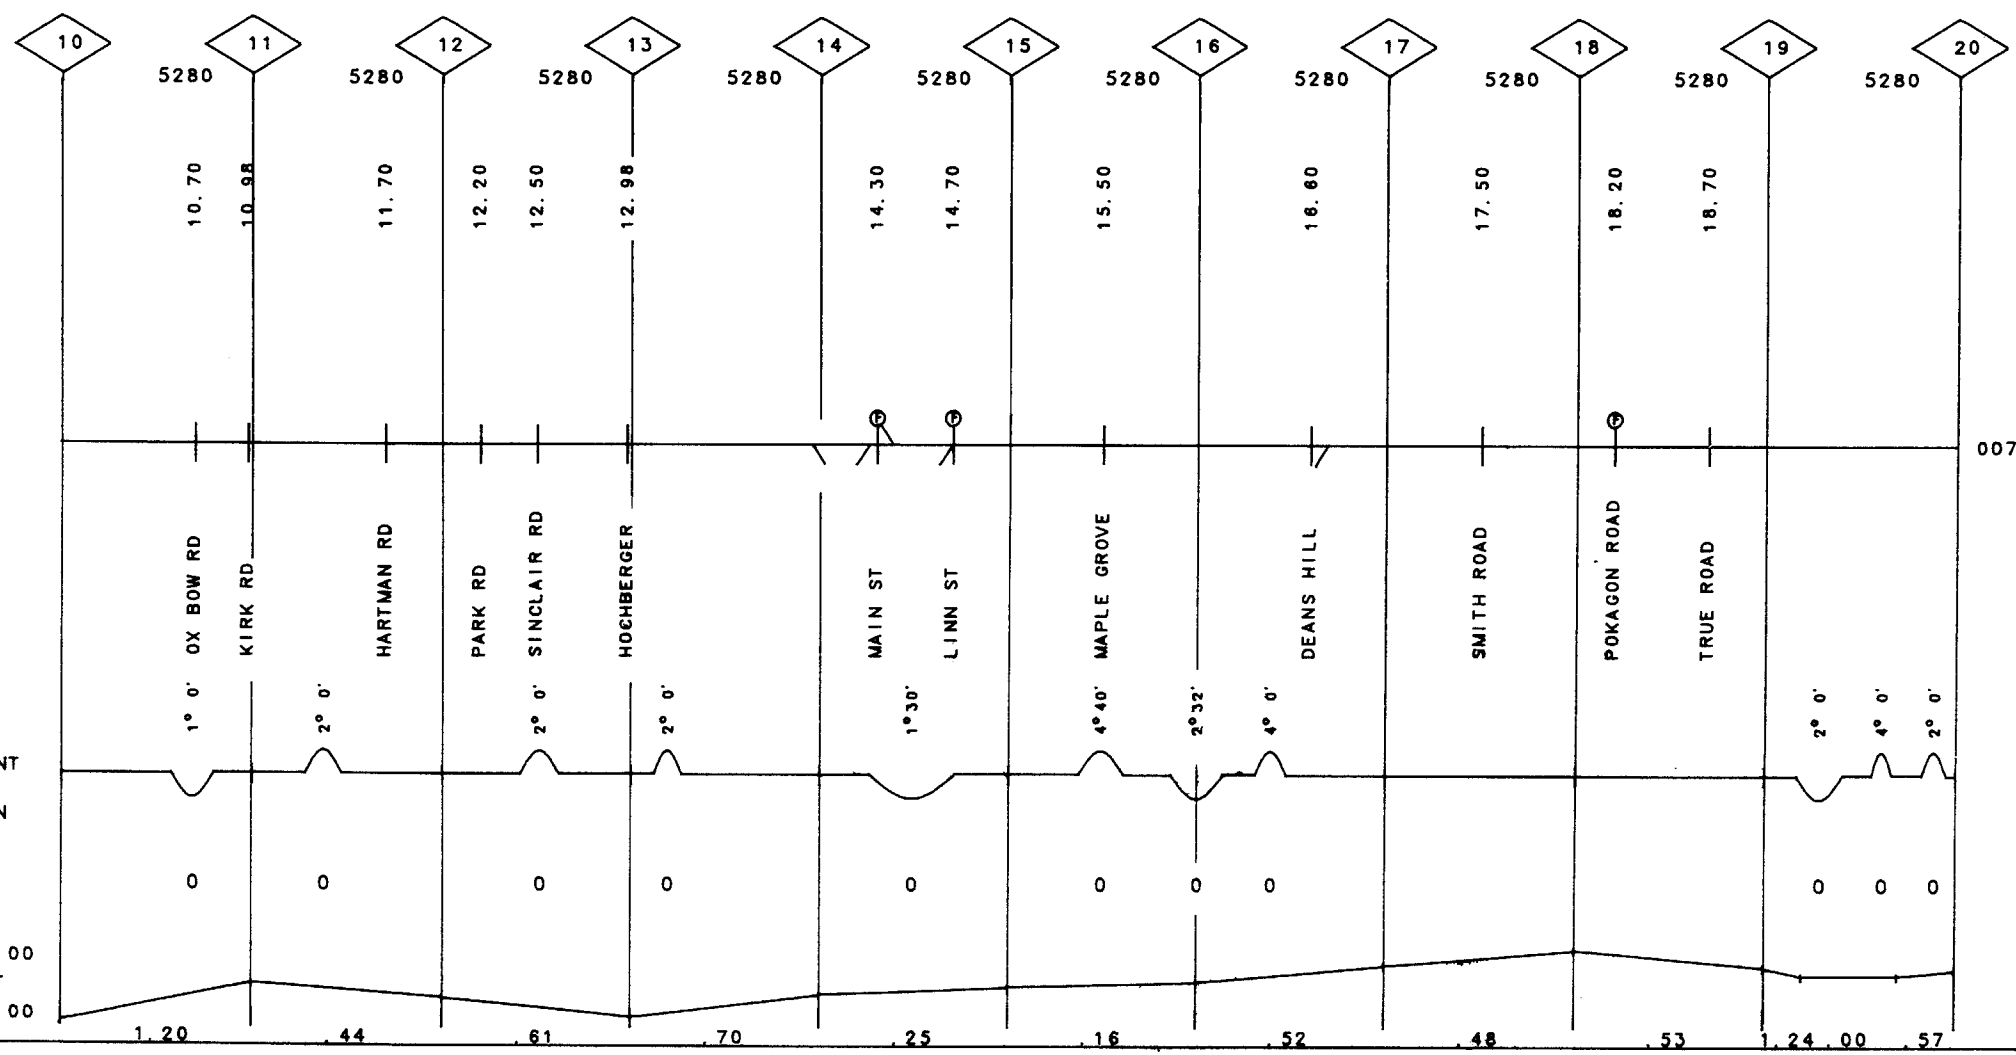 10 11 12 13 14 15 16 17 18 19 20
5280 5280 5280 5280 5280 5280 5280 5280 5280 5280
10.70 10.98 11.70 12.20 12.50 12.98 14.30 14.70 15.50 16.60 17.50 18.20 18.70
007
OX BOW RD KIRK RD HARTMAN RD PARK RD SINCLAIR RD HOCHBERGER MAIN ST LINN ST MAPLE GROVE DEANS HILL SMITH ROAD POKAGON ROAD TRUE ROAD
1° 0' 2° 0' 2° 0' 2° 0' 1°30' 4°40' 2°32' 4° 0' 2° 0' 4° 0' 2° 0'
NT
N
0 0 0 0 0 0 0 0 0 0 0
00
00
1.20 .44 .61 .70 .25 .16 .52 .48 .53 1.24 .00 .57